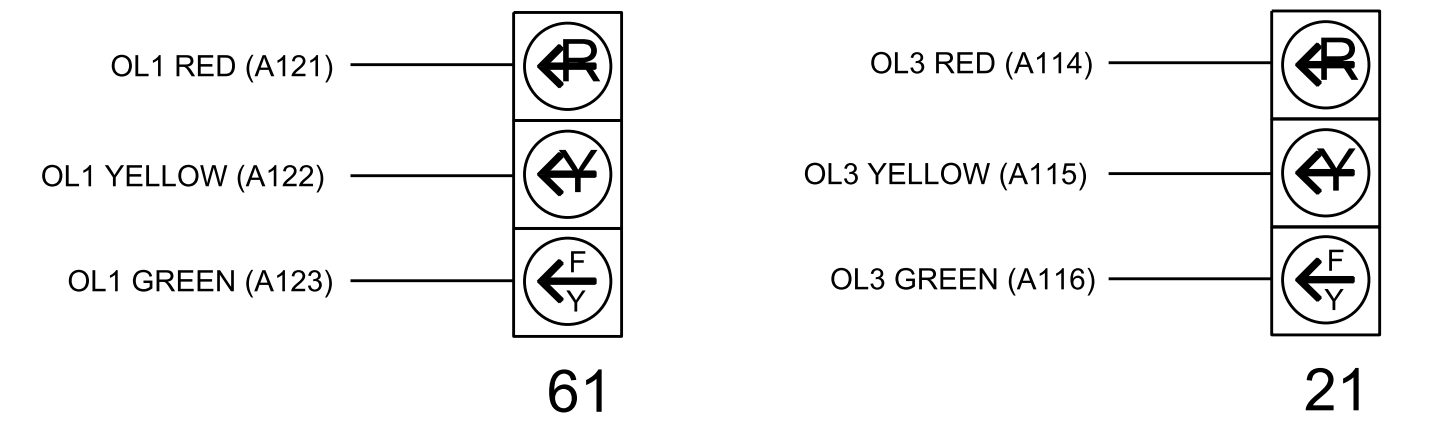 OL1 RED (A121)
R
OL1 YELLOW (A122)
Y
OL1 GREEN (A123)
F
Y
61
OL3 RED (A114)
R
OL3 YELLOW (A115)
Y
OL3 GREEN (A116)
F
Y
21